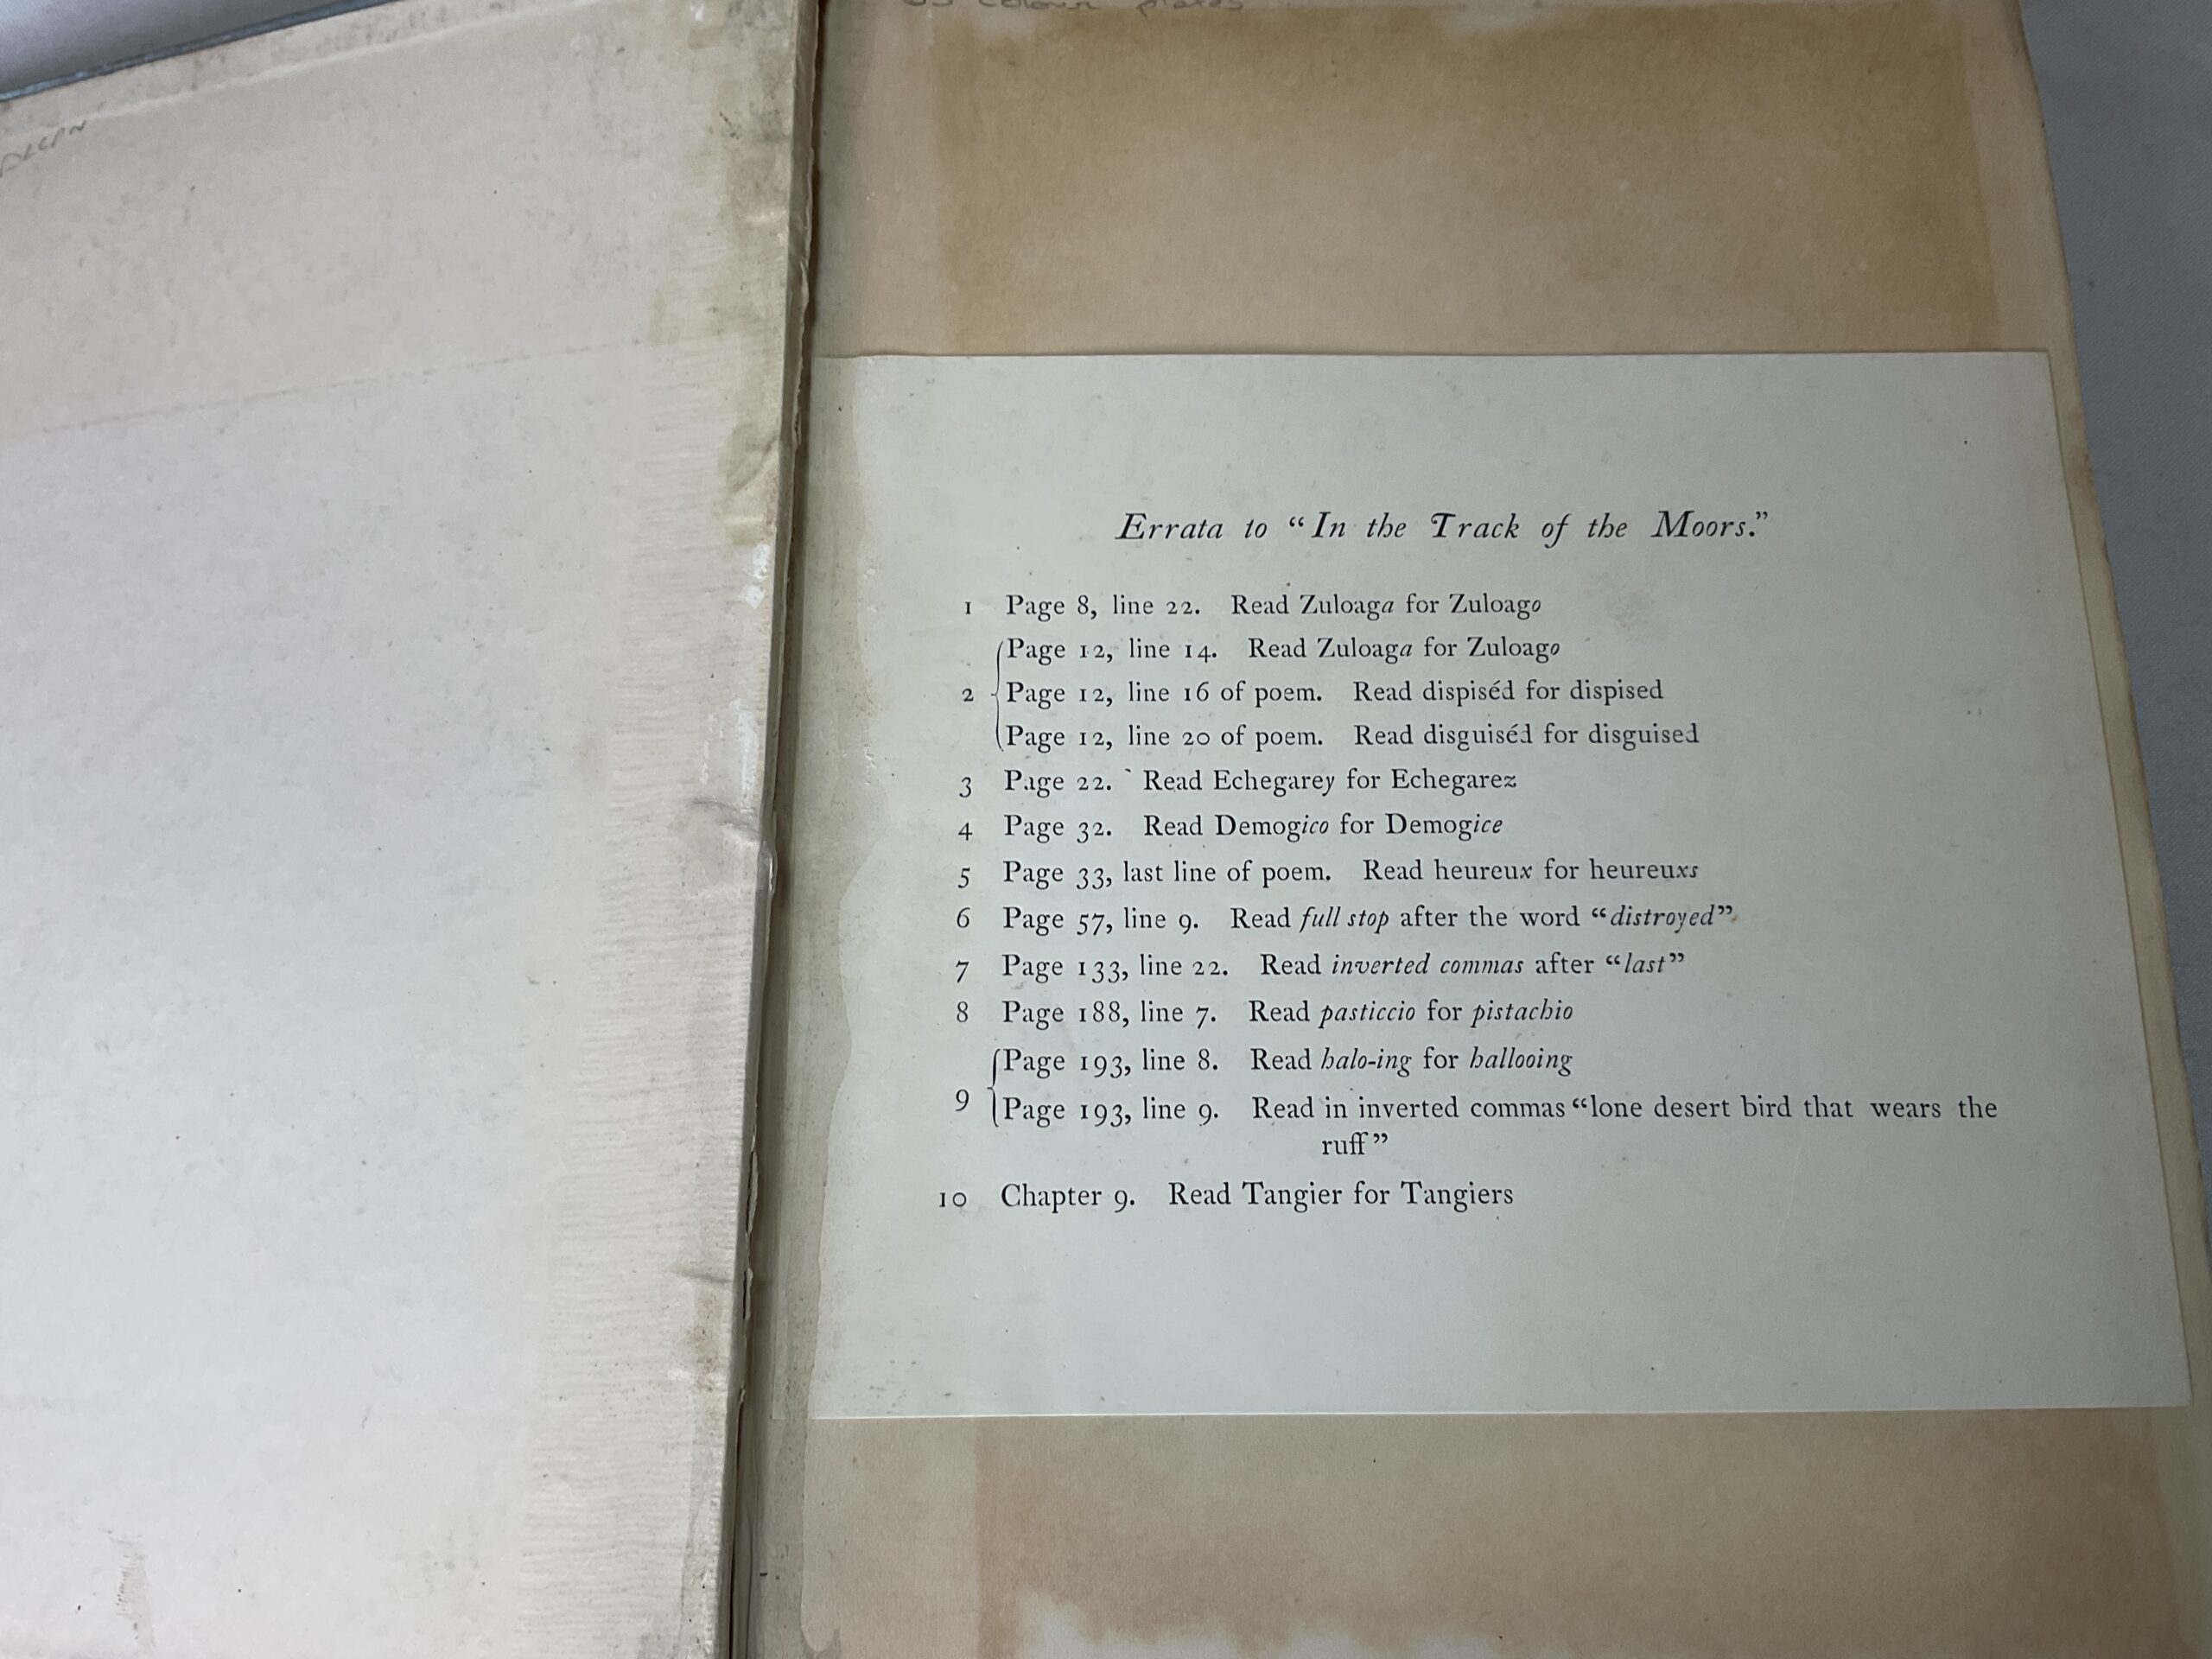 colour plates
Errata to “In the Track of the Moors.”
1 Page 8, line 22. Read Zuloaga for Zuloago
Page 12, line 14. Read Zuloaga for Zuloago
2 Page 12, line 16 of poem. Read dispiséd for dispised
Page 12, line 20 of poem. Read disguiséd for disguised
3 Page 22. Read Echegarey for Echegarez
4 Page 32. Read Demogico for Demogice
5 Page 33, last line of poem. Read heureux for heureuxs
6 Page 57, line 9. Read full stop after the word “distroyed”
7 Page 133, line 22. Read inverted commas after “last”
8 Page 188, line 7. Read pasticcio for pistachio
Page 193, line 8. Read halo-ing for hallooing
9 Page 193, line 9. Read in inverted commas “lone desert bird that wears the
ruff”
10 Chapter 9. Read Tangier for Tangiers